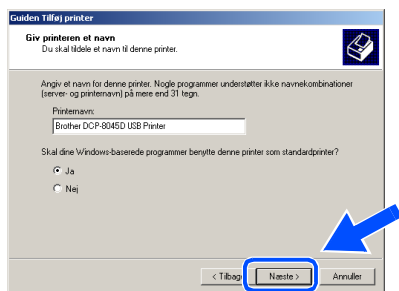 Guiden Tilføj printer
Giv printeren et navn
Du skal tildele et navn til denne printer.
Angiv et navn for denne printer. Nogle programmer understøtter ikke navnekombinationer
(server- og printernavn) på mere end 31 tegn.
Printernavn:
Brother DCP-8045D USB Printer
Skal dine Windows-baserede programmer benytte denne printer som standardprinter?
Ja
Nej
< Tilbage Næste > Annuller